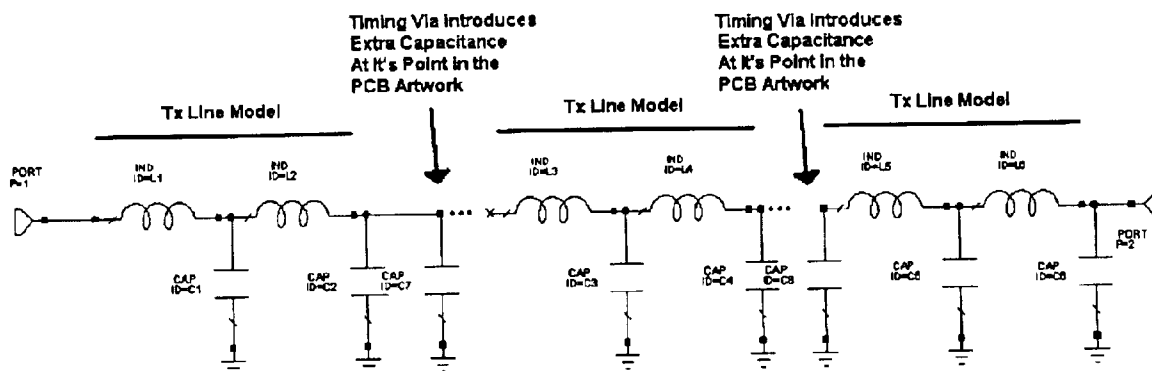 Timing Via Introduces
Extra Capacitance
At It's Point in the
PCB Artwork
Timing Via Introduces
Extra Capacitance
At It's Point in the
PCB Artwork
Tx Line Model
Tx Line Model
Tx Line Model
PORT
P=1
IND
ID=L1
IND
ID=L2
IND
ID=L3
IND
ID=L4
IND
ID=L5
IND
ID=L6
PORT
P=2
CAP
ID=C1
CAP
ID=C2
CAP
ID=C7
CAP
ID=C3
CAP
ID=C4
CAP
ID=C8
CAP
ID=C5
CAP
ID=C6